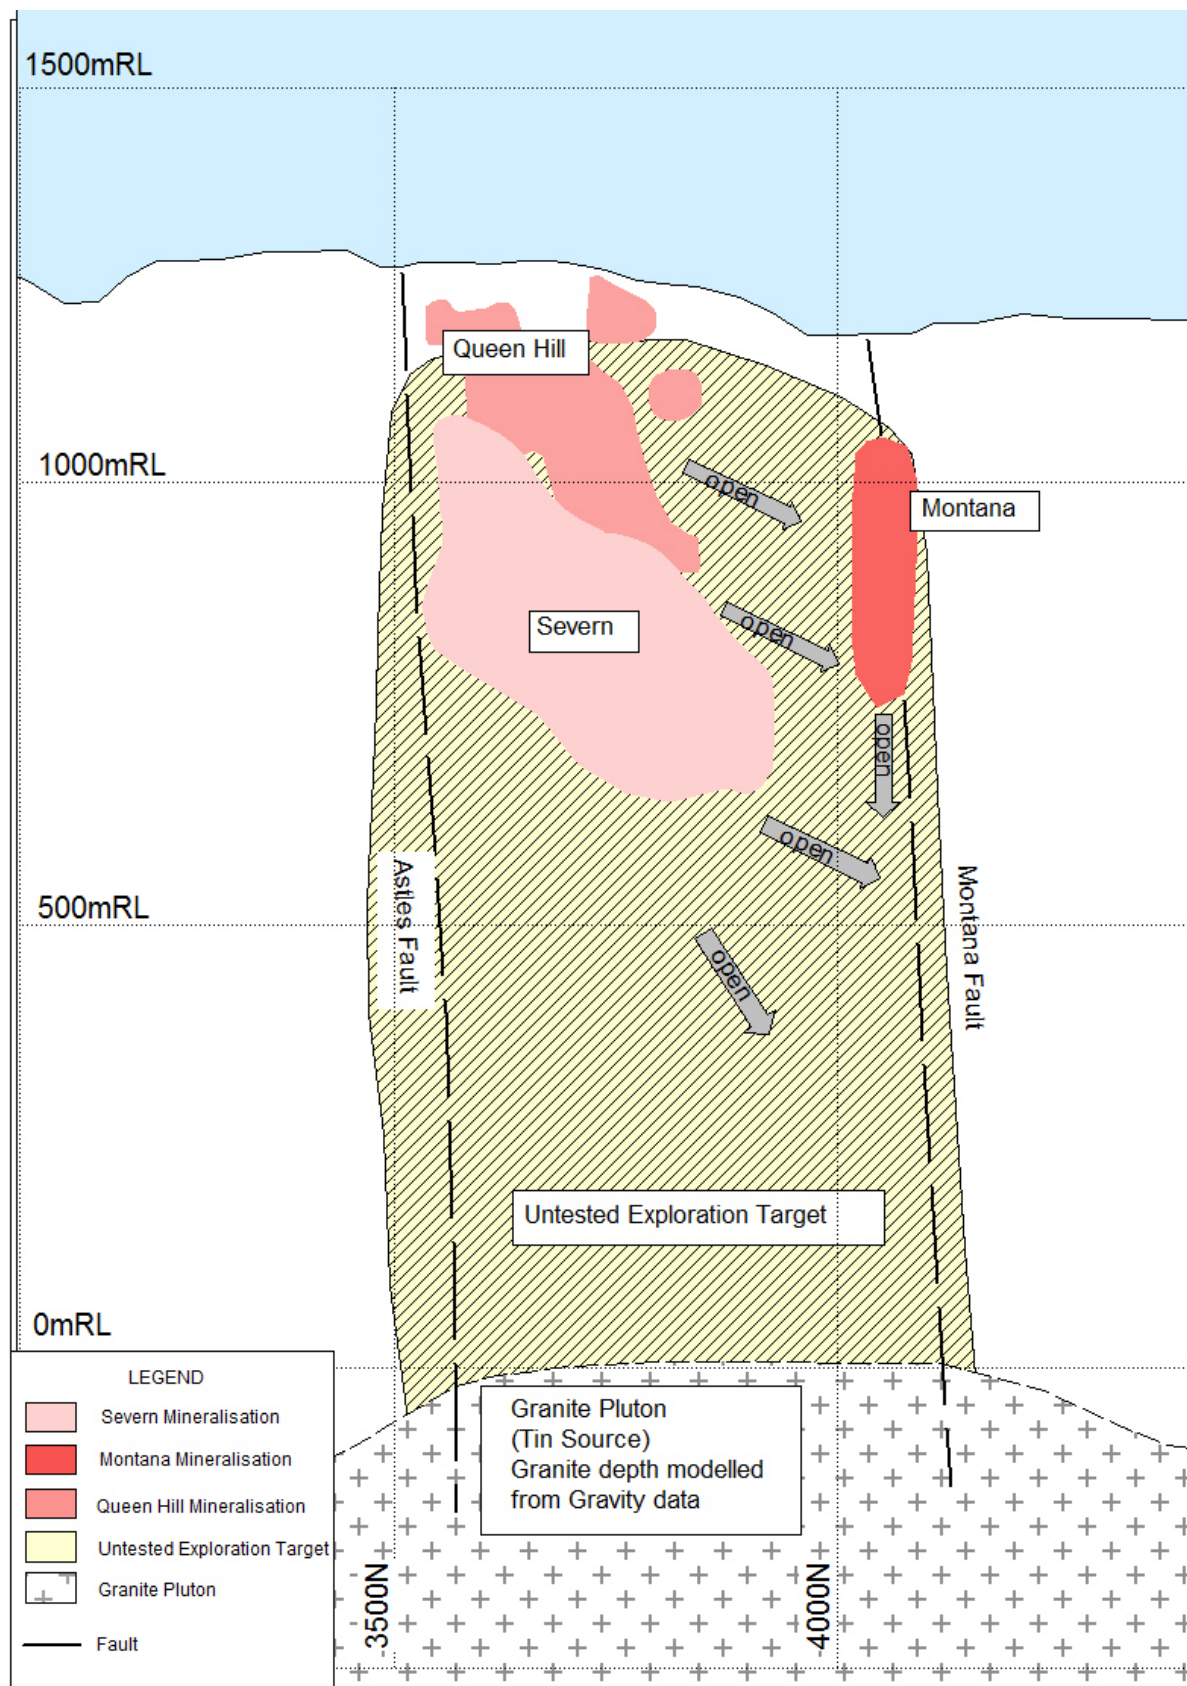 1500mRL
Queen Hill
1000mRL
open
Montana
open
Severn
open
open
Astles Fault
500mRL
Montana Fault
open
Untested Exploration Target
0mRL
LEGEND
Severn Mineralisation
Montana Mineralisation
Queen Hill Mineralisation
Untested Exploration Target
Granite Pluton
Fault
Granite Pluton
(Tin Source)
Granite depth modelled
from Gravity data
3500N
4000N